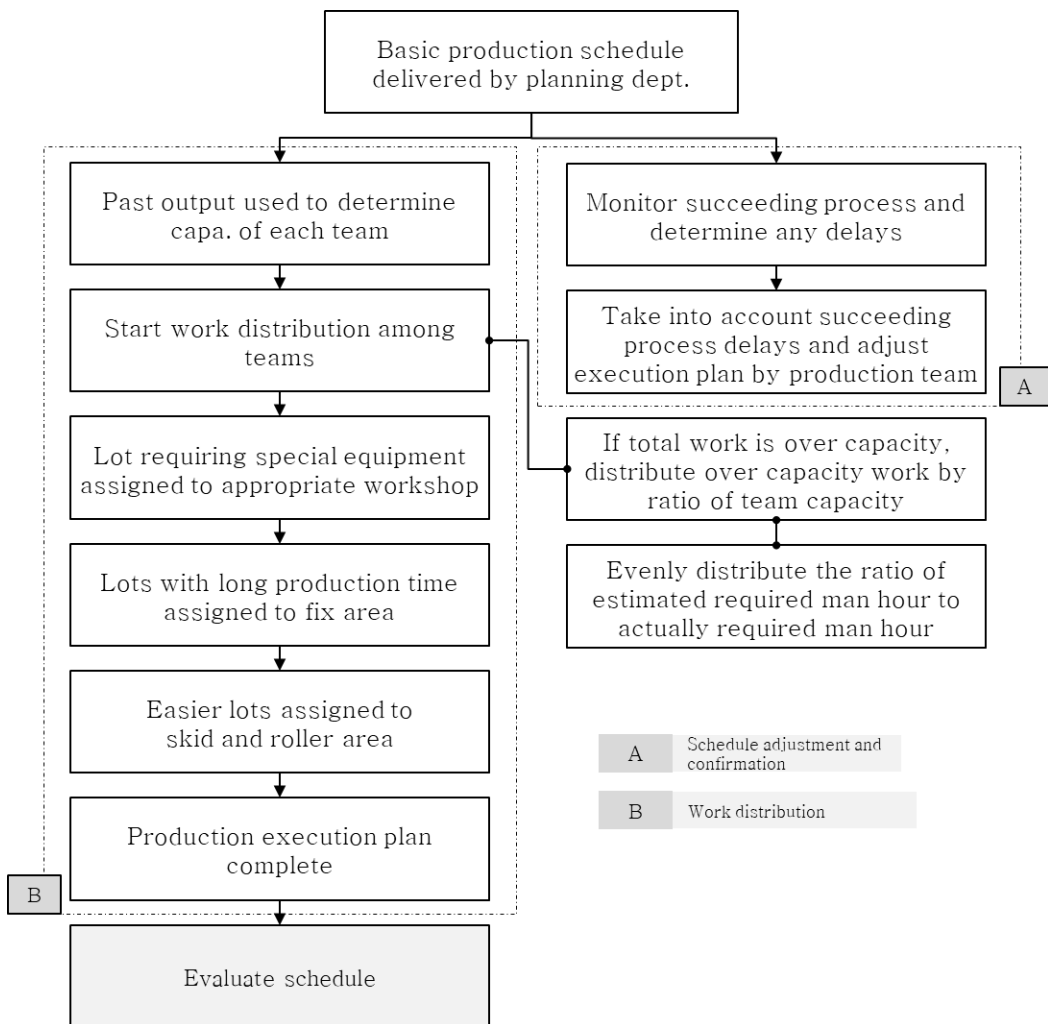 Basic production schedule
delivered by planning dept.
Past output used to determine
capa. of each team
Start work distribution among
teams
Lot requiring special equipment
assigned to appropriate workshop
Lots with long production time
assigned to fix area
Easier lots assigned to
skid and roller area
Production execution plan
complete
B
Evaluate schedule
Monitor succeeding process and
determine any delays
Take into account succeeding
process delays and adjust
execution plan by production team
A
If total work is over capacity,
distribute over capacity work by
ratio of team capacity
Evenly distribute the ratio of
estimated required man hour to
actually required man hour
A
Schedule adjustment and
confirmation
B
Work distribution